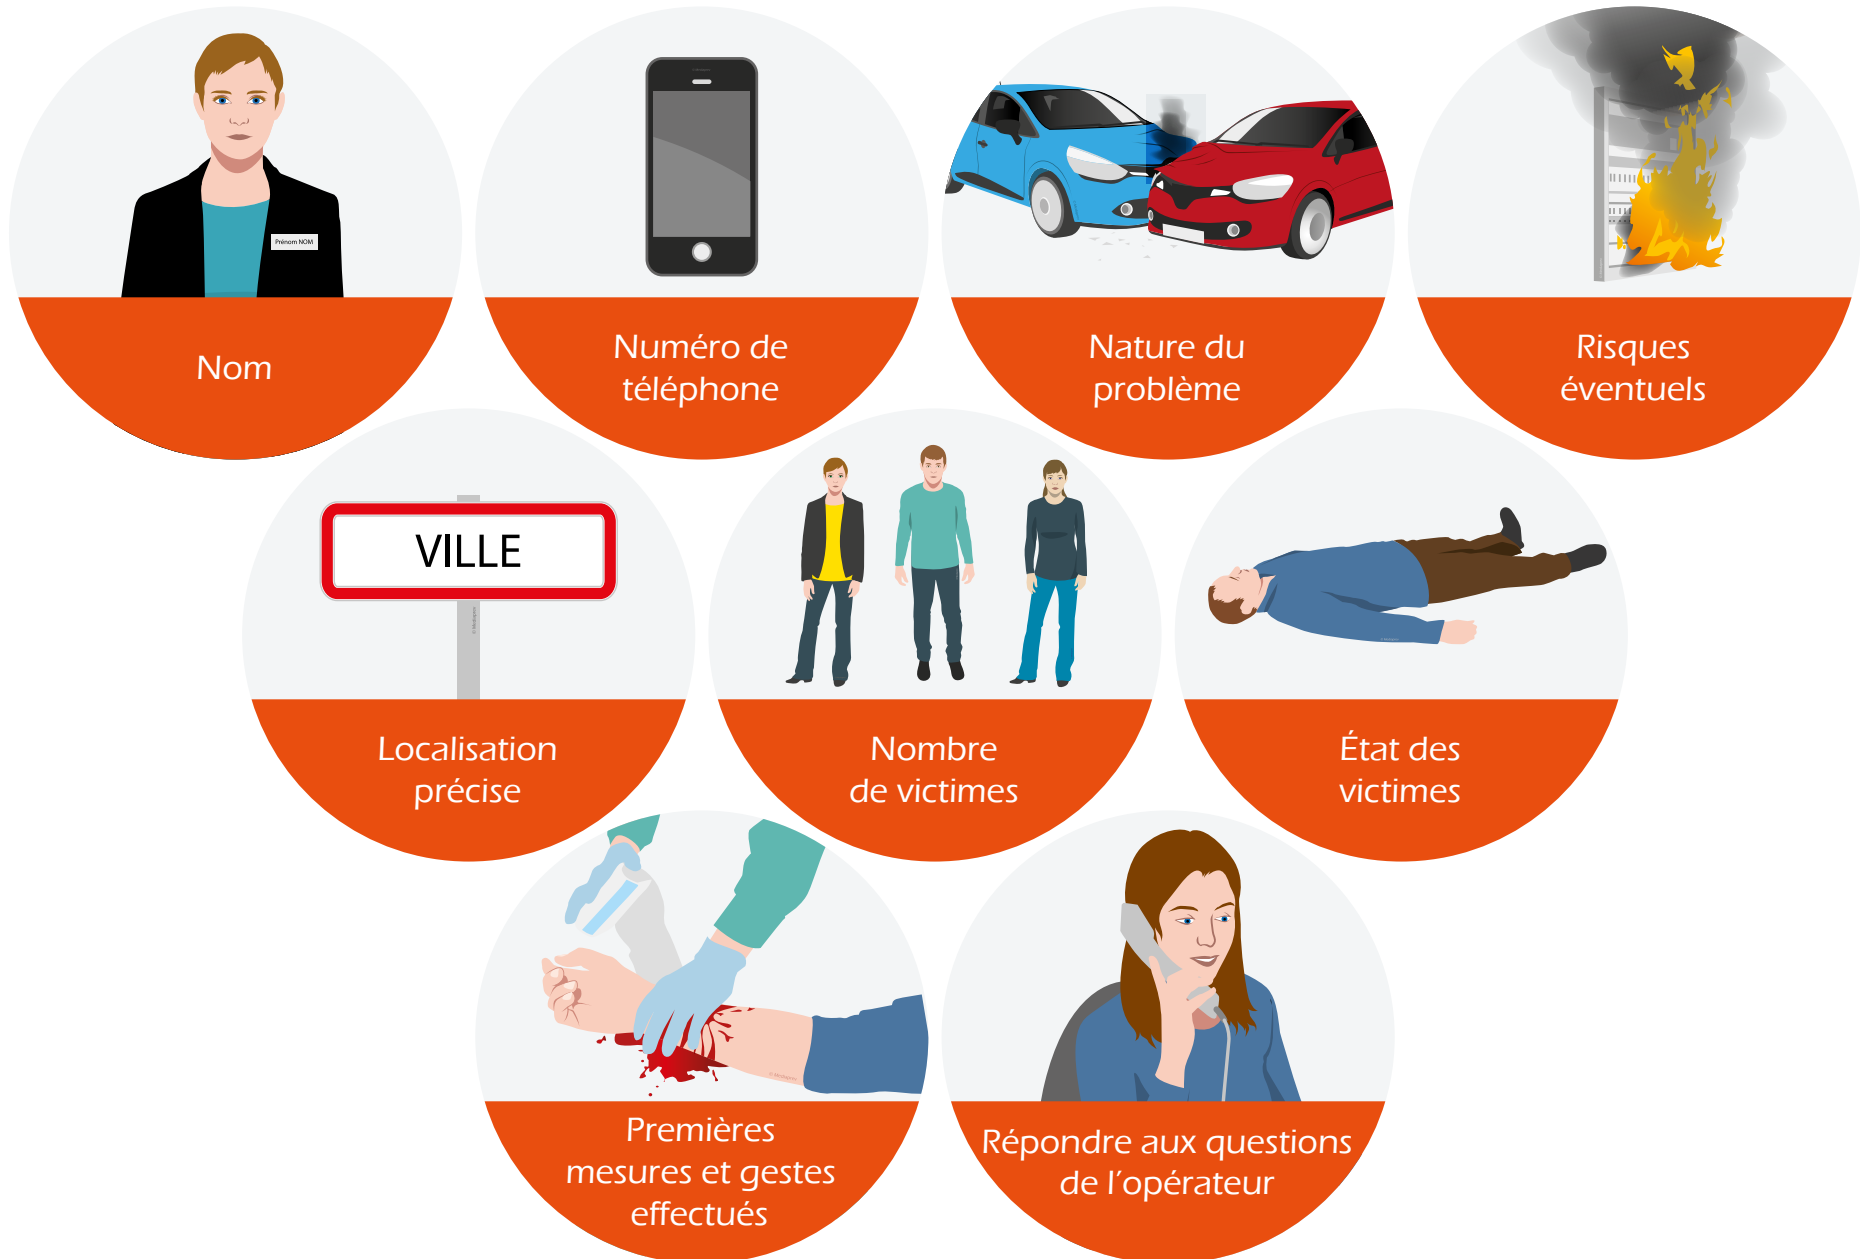 Prénom NOM
Nom
Numéro de
téléphone
Nature du
problème
Risques
éventuels
VILLE
Localisation
précise
Nombre
de victimes
État des
victimes
Premières
mesures et gestes
effectués
Répondre aux questions
de l'opérateur